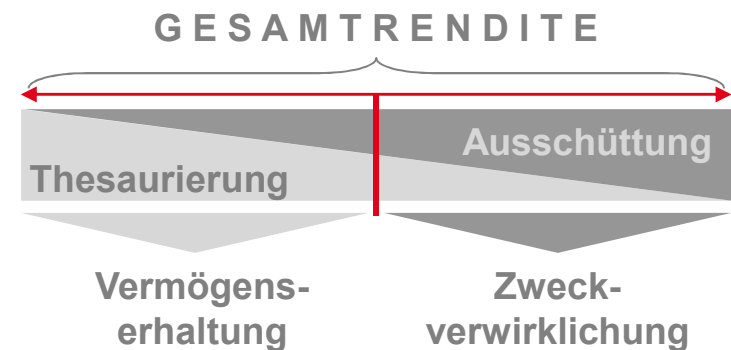 GESAMTRENDITE
Ausschüttung
Thesaurierung
Vermögens-
erhaltung
Zweck-
verwirklichung